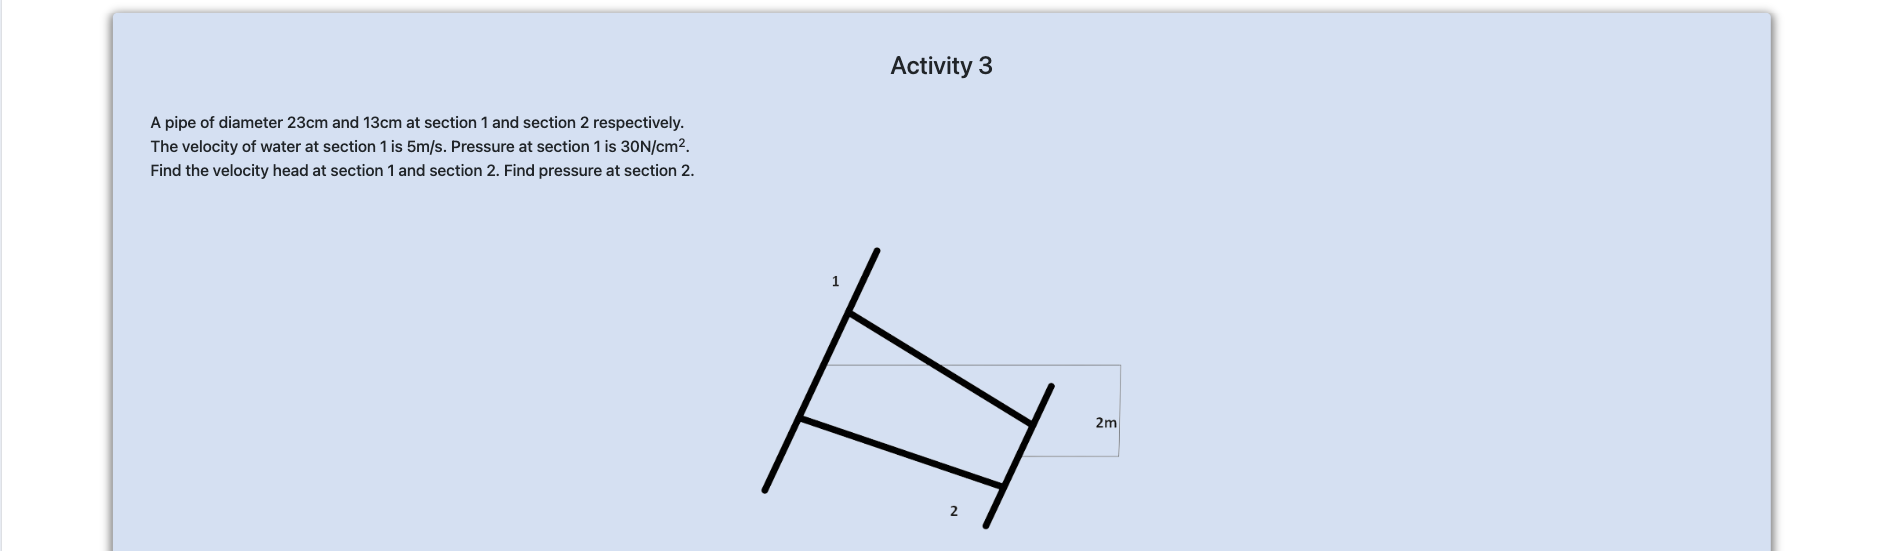 Activity 3
A pipe of diameter 23cm and 13cm at section 1 and section 2 respectively.
The velocity of water at section 1 is 5m/s. Pressure at section 1 is 30N/cm².
Find the velocity head at section 1 and section 2. Find pressure at section 2.
1
2m
2